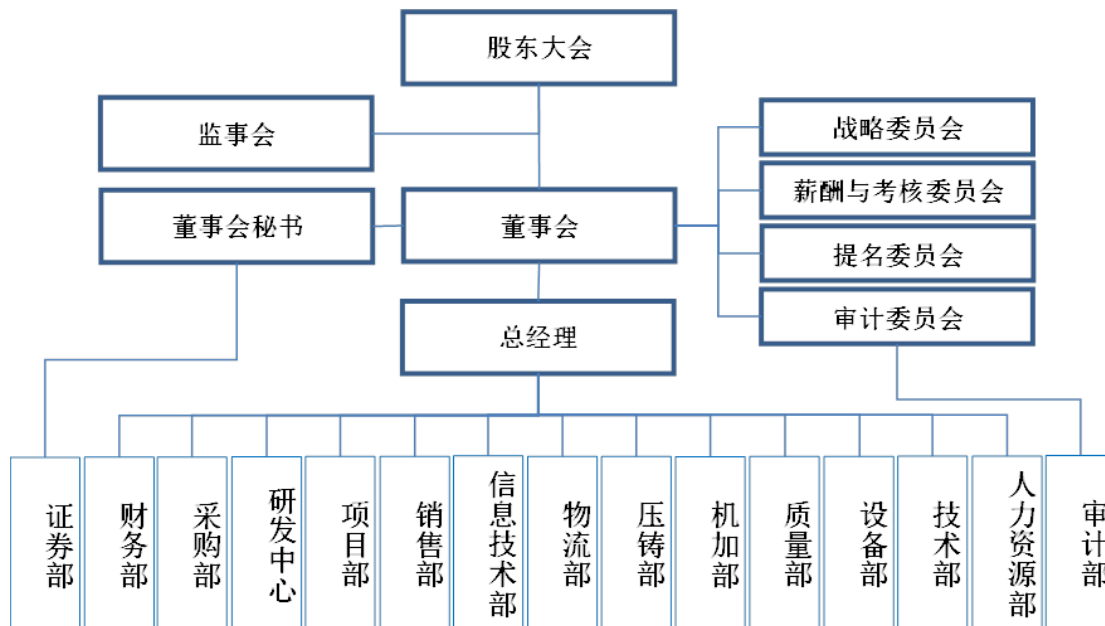 股东大会
监事会
战略委员会
薪酬与考核委员会
董事会秘书
董事会
提名委员会
审计委员会
总经理
证券部
财务部
采购部
研发中心
项目部
销售部
信息技术部
物流部
压铸部
机加部
质量部
设备部
技术部
人力资源部
审计部